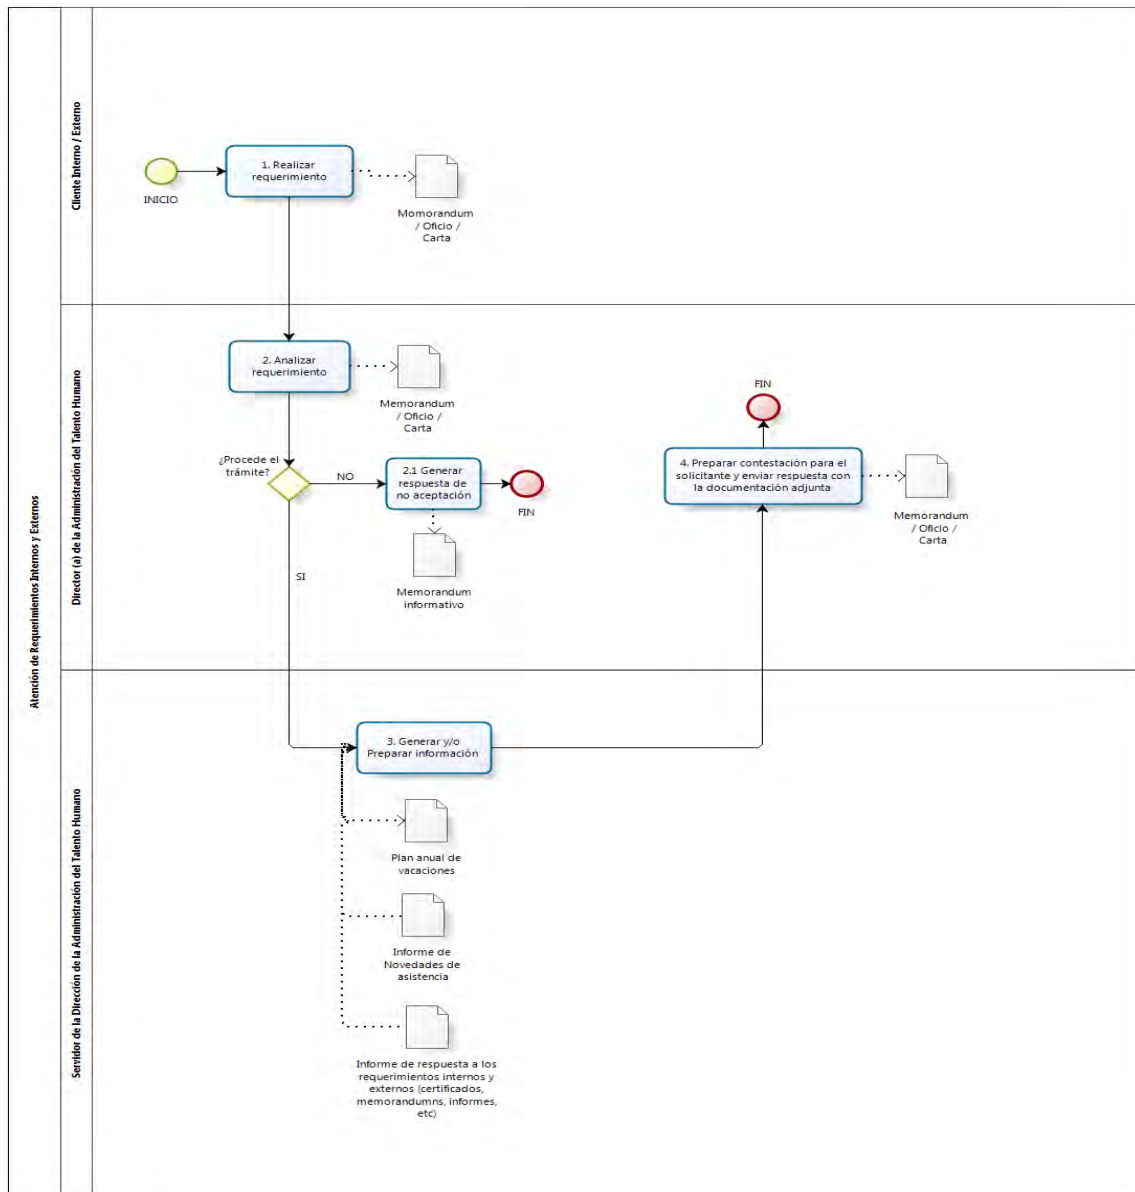 Atención de Requerimientos Internos y Externos
Cliente Interno / Externo
INICIO
1. Realizar
requerimiento
Momorandum
/ Oficio /
Carta
Director (a) de la Administración del Talento Humano
2. Analizar
requerimiento
Memorandum
/ Oficio /
Carta
¿Procede el
trámite?
NO
2.1 Generar
respuesta de
no aceptación
FIN
Memorandum
informativo
SI
FIN
4. Preparar contestación para el
solicitante y enviar respuesta con
la documentación adjunta
Memorandum
/ Oficio /
Carta
Servidor de la Dirección de la Administración del Talento Humano
3. Generar y/o
Preparar información
Plan anual de
vacaciones
Informe de
Novedades de
asistencia
Informe de respuesta a los
requerimientos internos y
externos (certificados,
memorandumns, informes,
etc)